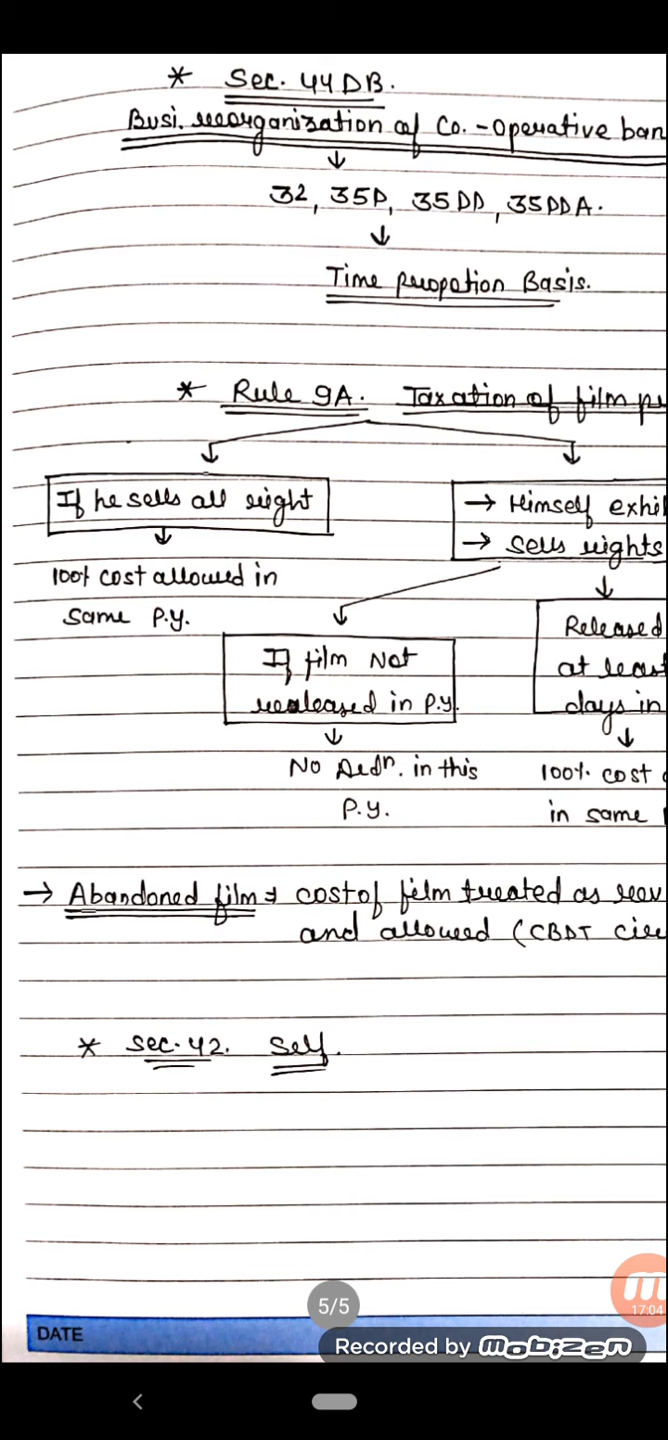 * Sec. 44DB.
Busi. reorganization of Co.-Operative ban
32, 35D, 35DD, 35DDA.
Time propotion Basis.
* Rule 9A. Taxation of film p
If he sells all right
→ Himself exhi
→ sells rights
100% cost allowed in
same P.Y.
If film Not
realeased in P.Y.
Released
at least
days in
No Dedn. in this
P.Y.
100% cost
in same
→ Abandoned film : cost of film treated as rev
and allowed (CBDT circ
* Sec. 42. Self.
5/5
17:04
DATE
Recorded by mobizen